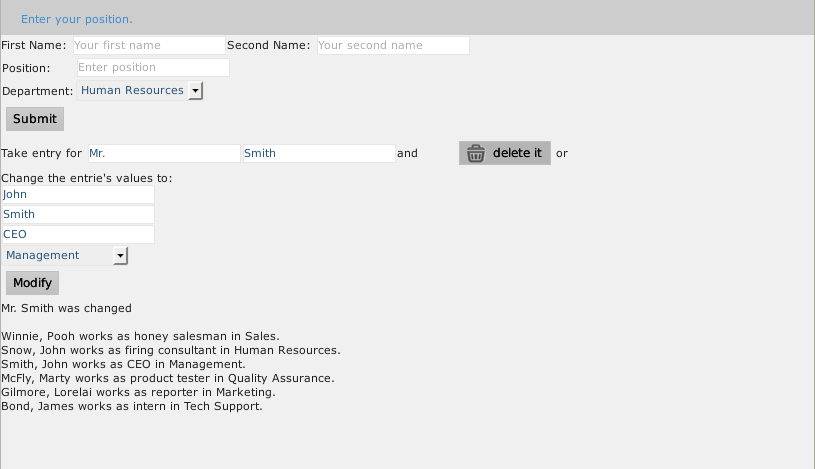 Enter your position.
First Name: Your first name Second Name: Your second name
Position: Enter position
Department: Human Resources
Submit
Take entry for Mr. Smith and delete it or
Change the entrie's values to:
John
Smith
CEO
Management
Modify
Mr. Smith was changed
Winnie, Pooh works as honey salesman in Sales.
Snow, John works as firing consultant in Human Resources.
Smith, John works as CEO in Management.
McFly, Marty works as product tester in Quality Assurance.
Gilmore, Lorelai works as reporter in Marketing.
Bond, James works as intern in Tech Support.